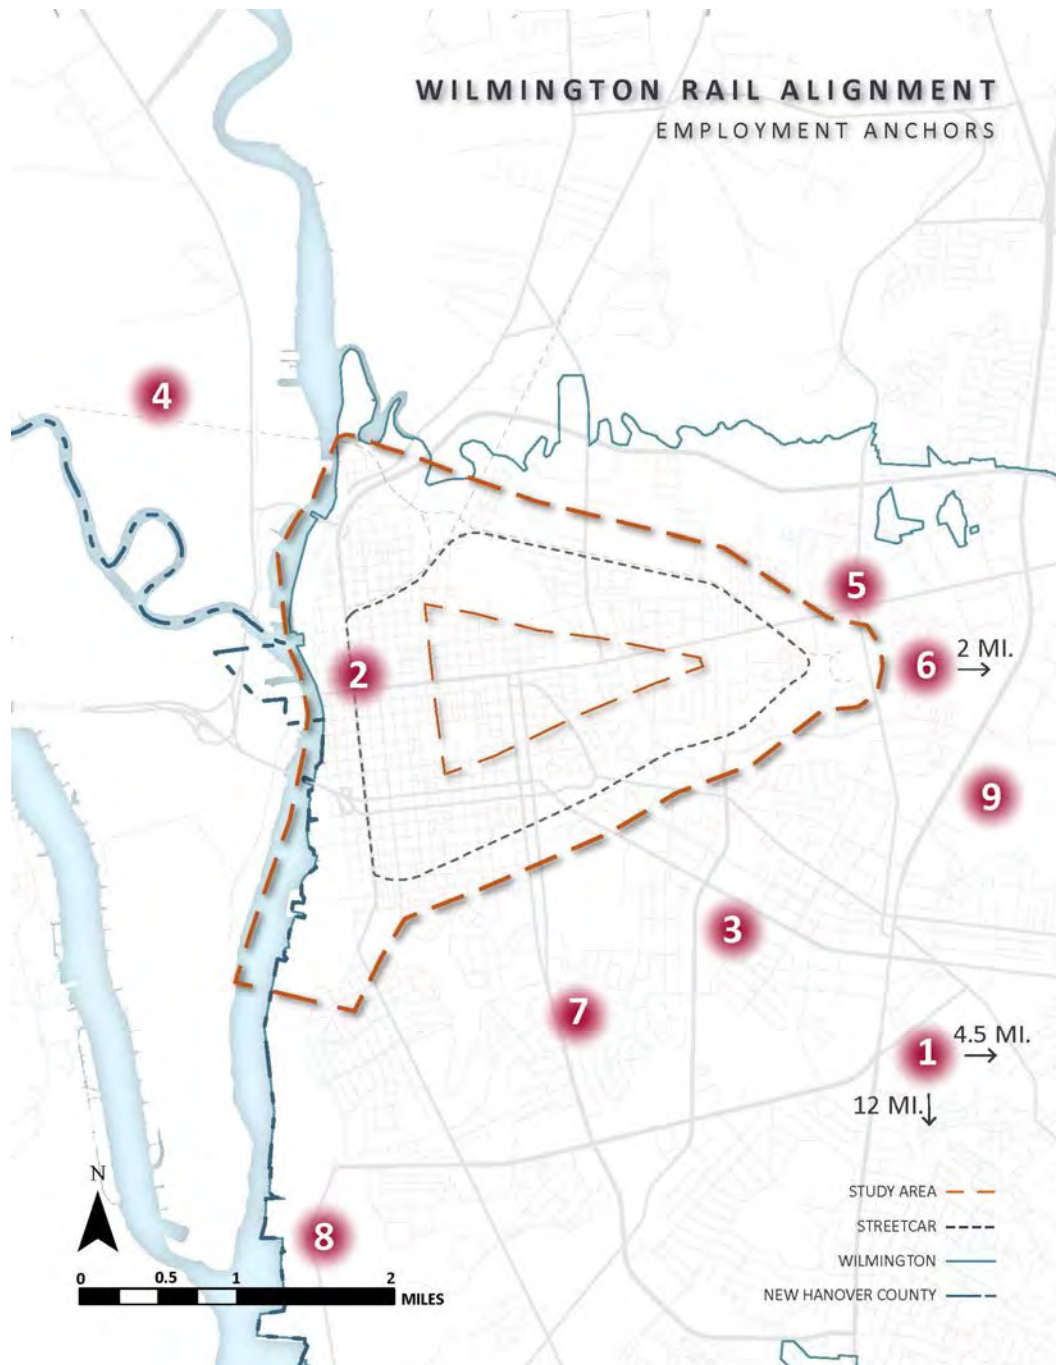 WILMINGTON RAIL ALIGNMENT
EMPLOYMENT ANCHORS
4
5
2
6
2 MI.
9
3
7
1
4.5 MI.
12 MI.
N
STUDY AREA
STREETCAR
8
WILMINGTON
0 0.5 1 2
NEW HANOVER COUNTY
MILES